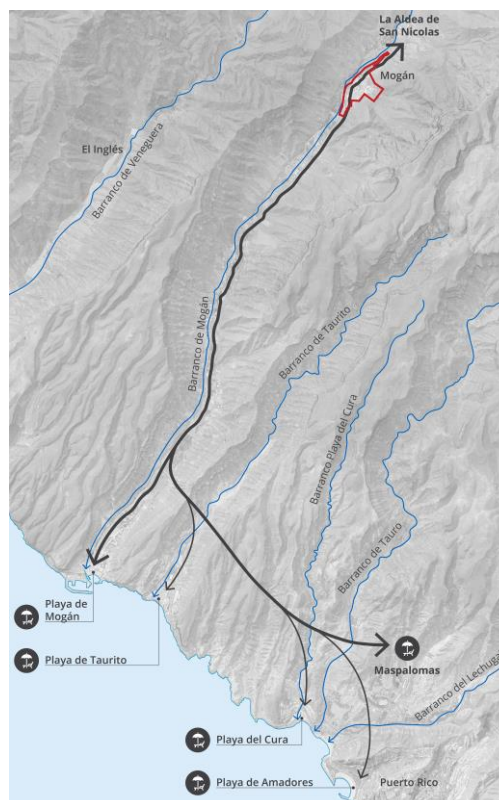 La Aldea de
San Nicolas
Mogán
El Inglés
Barranco de Veneguera
Barranco de Mogán
Barranco de Taurito
Barranco Playa del Cura
Barranco de Tauro
Playa de
Mogán
Playa de Taurito
Maspalomas
Barranco del Lechuga
Playa del Cura
Playa de Amadores
Puerto Rico